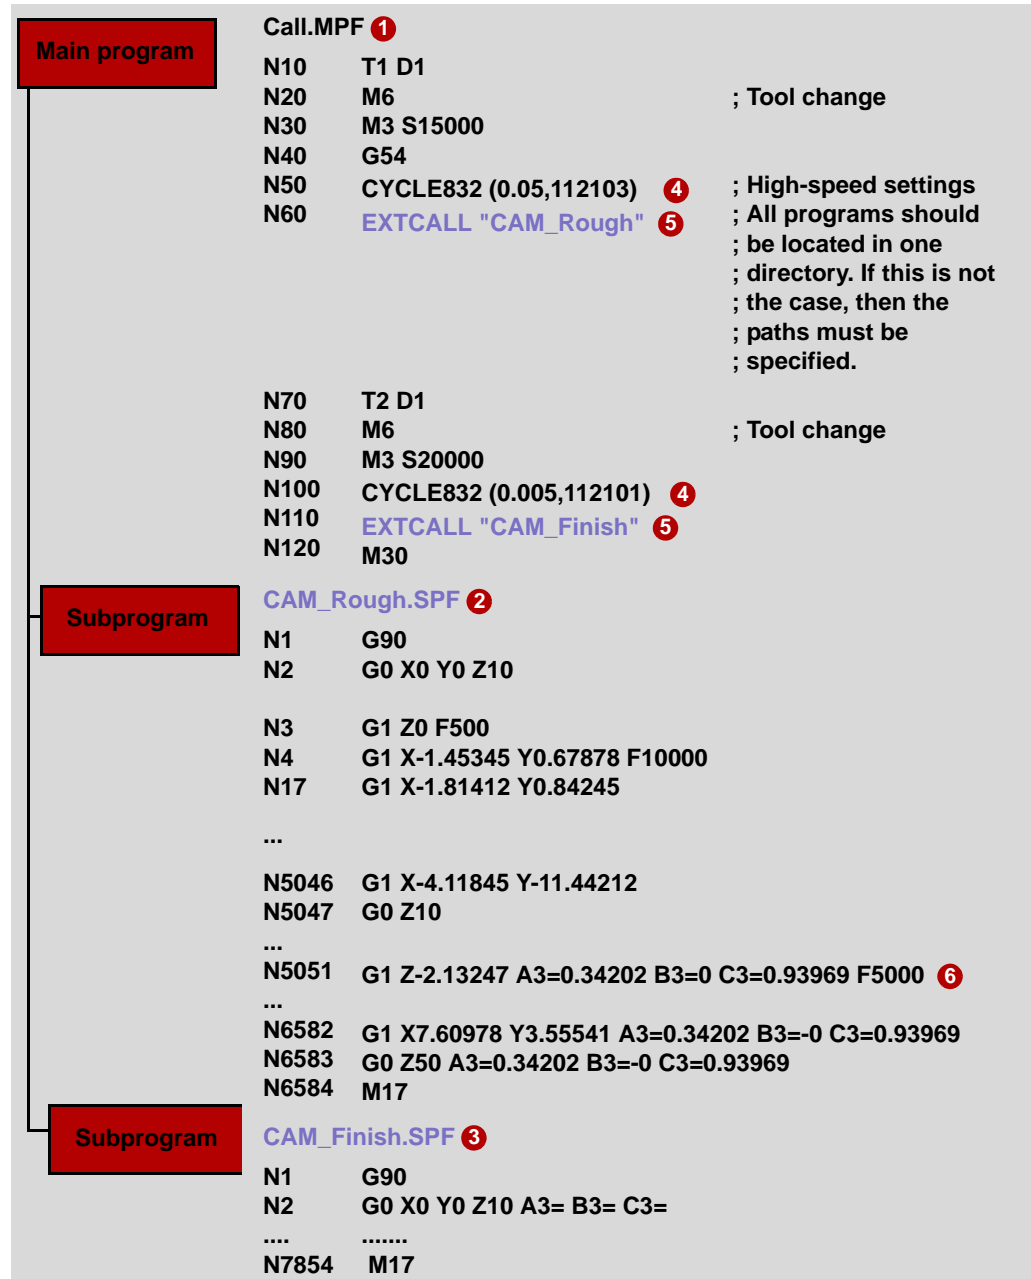 Main program
Call.MPF 1
N10 T1 D1
N20 M6 ; Tool change
N30 M3 S15000
N40 G54
N50 CYCLE832 (0.05,112103) 4 ; High-speed settings
N60 EXTCALL "CAM_Rough" 5 ; All programs should
; be located in one
; directory. If this is not
; the case, then the
; paths must be
; specified.
N70 T2 D1
N80 M6 ; Tool change
N90 M3 S20000
N100 CYCLE832 (0.005,112101) 4
N110 EXTCALL "CAM_Finish" 5
N120 M30
Subprogram
CAM_Rough.SPF 2
N1 G90
N2 G0 X0 Y0 Z10
N3 G1 Z0 F500
N4 G1 X-1.45345 Y0.67878 F10000
N17 G1 X-1.81412 Y0.84245
...
N5046 G1 X-4.11845 Y-11.44212
N5047 G0 Z10
...
N5051 G1 Z-2.13247 A3=0.34202 B3=0 C3=0.93969 F5000 6
...
N6582 G1 X7.60978 Y3.55541 A3=0.34202 B3=-0 C3=0.93969
N6583 G0 Z50 A3=0.34202 B3=-0 C3=0.93969
N6584 M17
Subprogram
CAM_Finish.SPF 3
N1 G90
N2 G0 X0 Y0 Z10 A3= B3= C3=
.... .......
N7854 M17